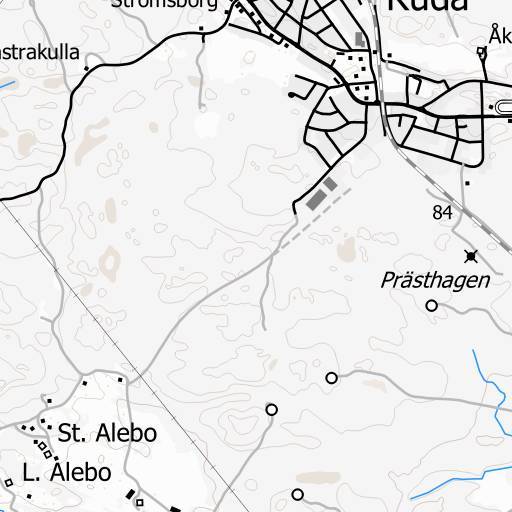 Strömsborg
Ruda
Åk
astrakulla
84
Prästhagen
St. Alebo
L. Alebo